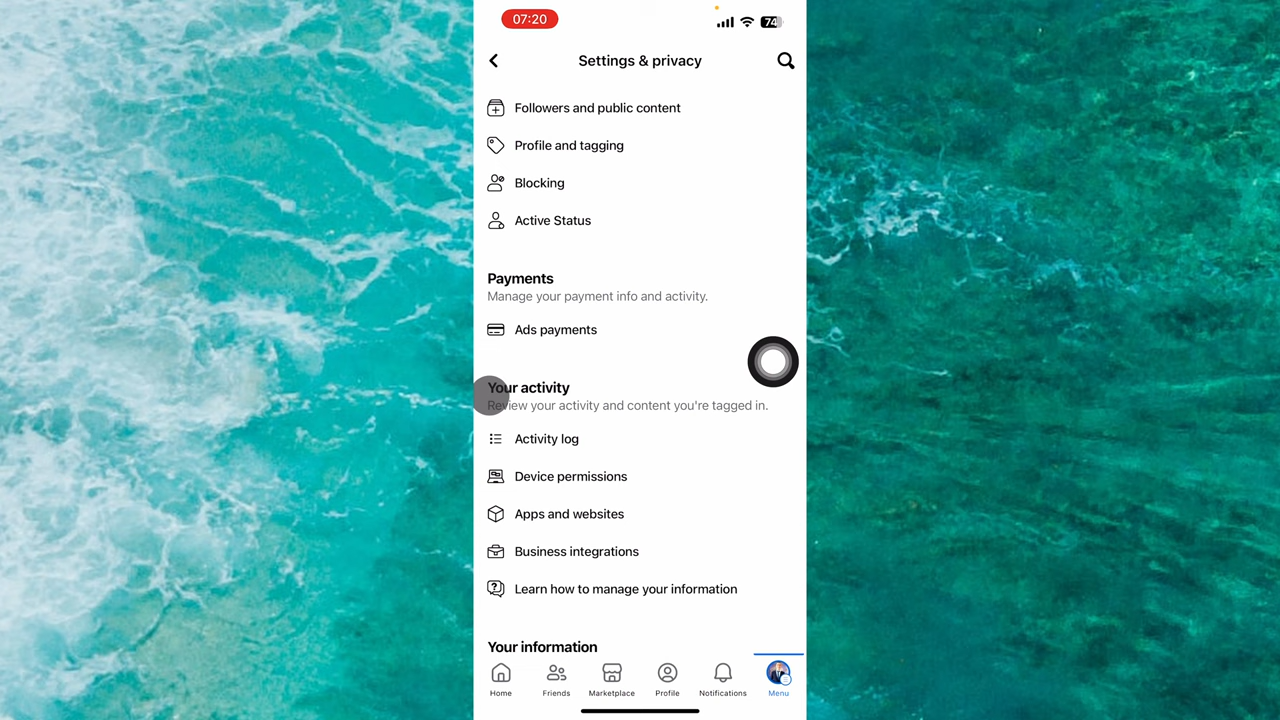 07:20
74
Settings & privacy
Followers and public content
Profile and tagging
Blocking
Active Status
Payments
Manage your payment info and activity.
Ads payments
Your activity
Review your activity and content you're tagged in.
Activity log
Device permissions
Apps and websites
Business integrations
Learn how to manage your information
Your information
Home
Friends
Marketplace
Profile
Notifications
Menu